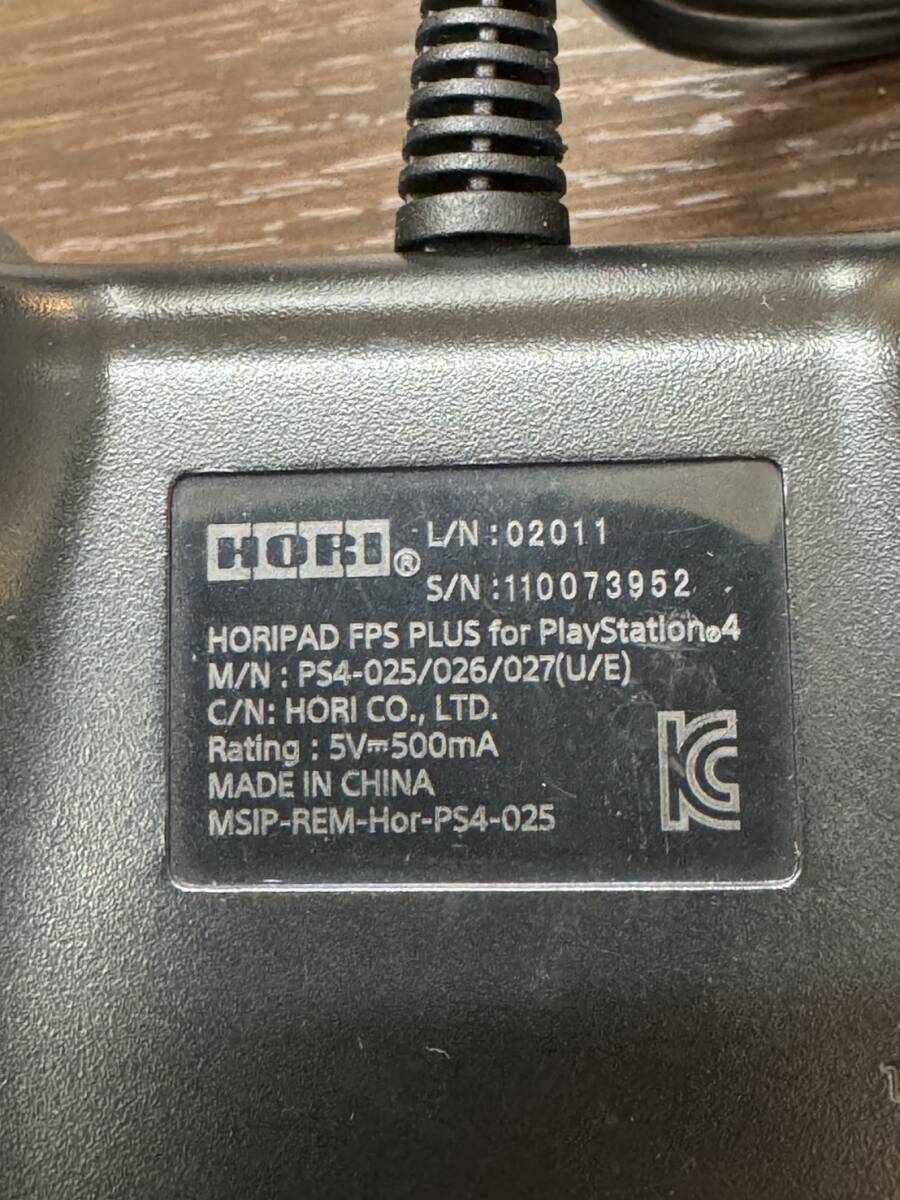 HORI® L/N:02011
S/N:110073952
HORIPAD FPS PLUS for PlayStation®4
M/N : PS4-025/026/027(U/E)
C/N: HORI CO., LTD.
Rating : 5V⎓500mA
MADE IN CHINA
MSIP-REM-Hor-PS4-025